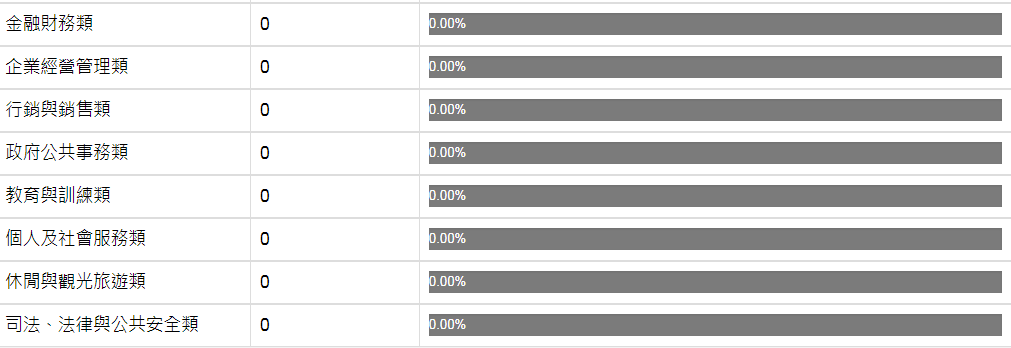 金融財務類 0 0.00%
企業經營管理類 0 0.00%
行銷與銷售類 0 0.00%
政府公共事務類 0 0.00%
教育與訓練類 0 0.00%
個人及社會服務類 0 0.00%
休閒與觀光旅遊類 0 0.00%
司法、法律與公共安全類 0 0.00%